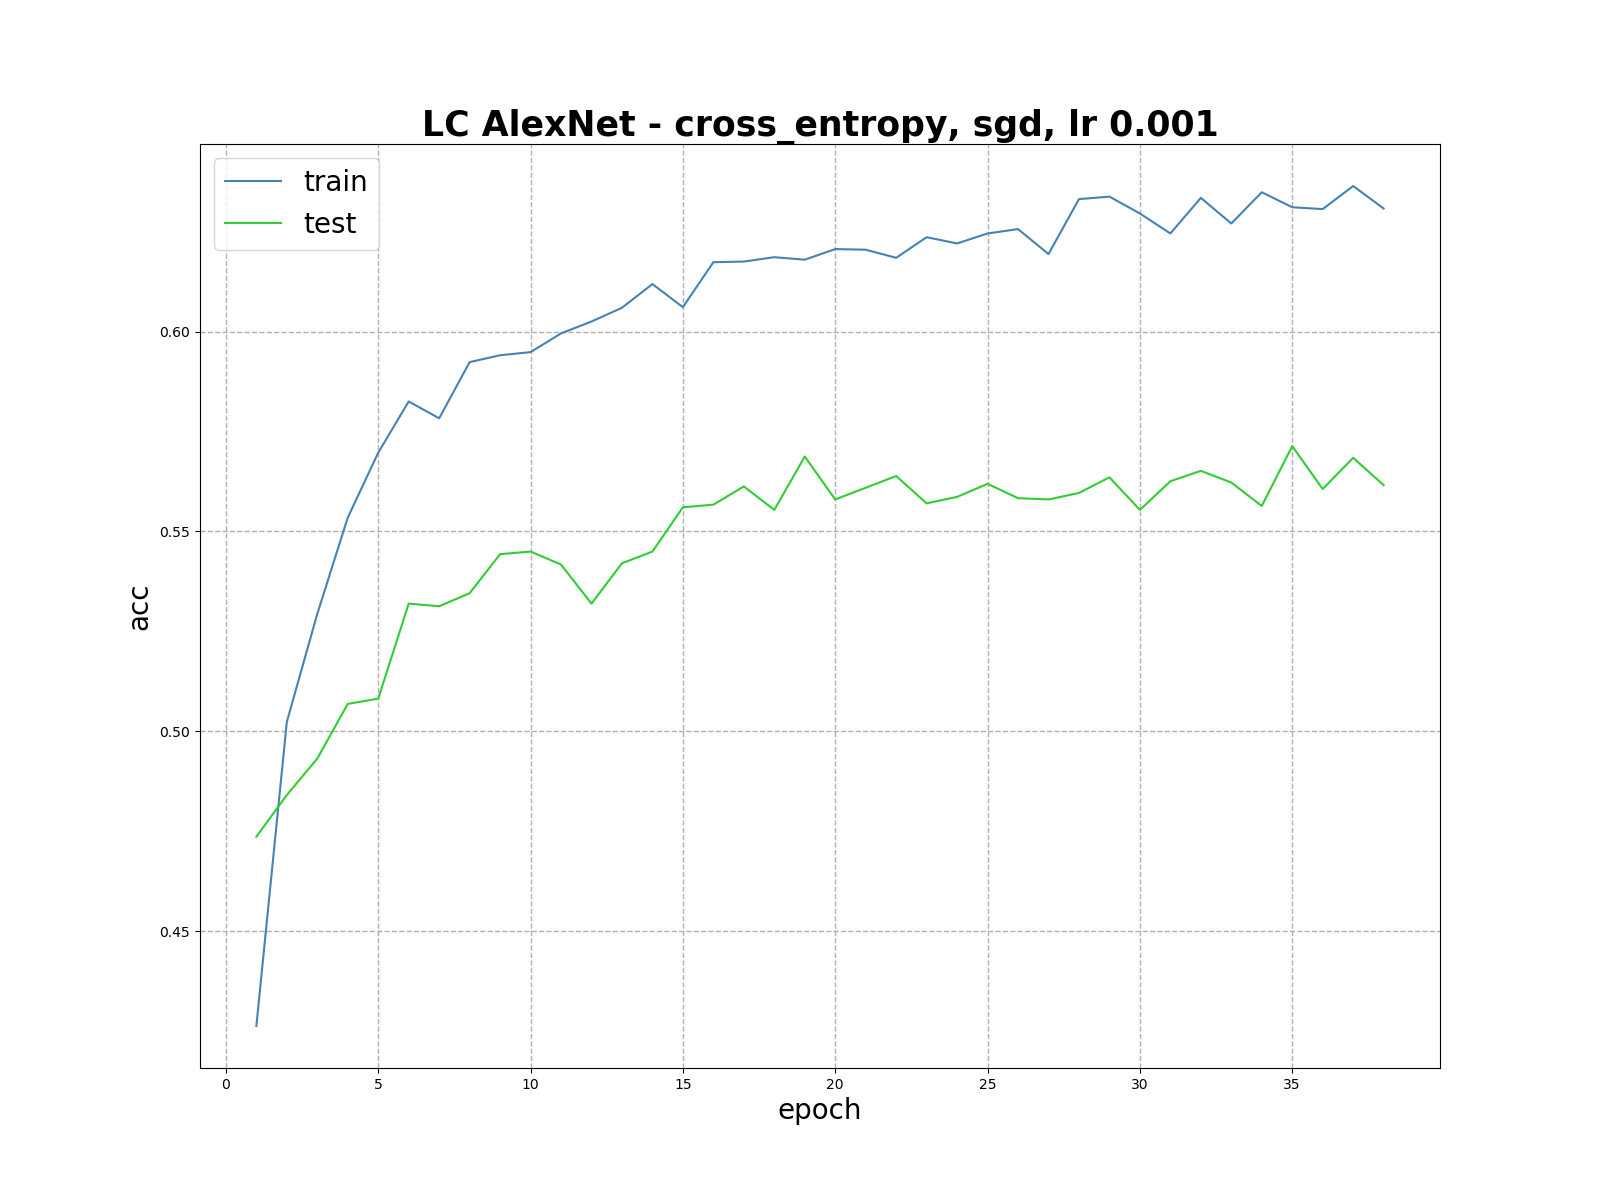 LC AlexNet - cross_entropy, sgd, lr 0.001
train
test
0.60
0.55
0.50
0.45
acc
0 5 10 15 20 25 30 35
epoch